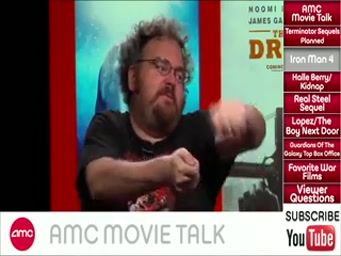 NOOMI
JAMES GA
DR
COMING
AMC
Movie Talk
Terminator Sequels
Planned
Iron Man 4
Halle Berry/
Kidnap
Real Steel
Sequel
Lopez/The
Boy Next Door
Guardians Of The
Galaxy Top Box Office
Favorite War
Films
Viewer
Questions
amc
AMC MOVIE TALK
SUBSCRIBE
YouTube